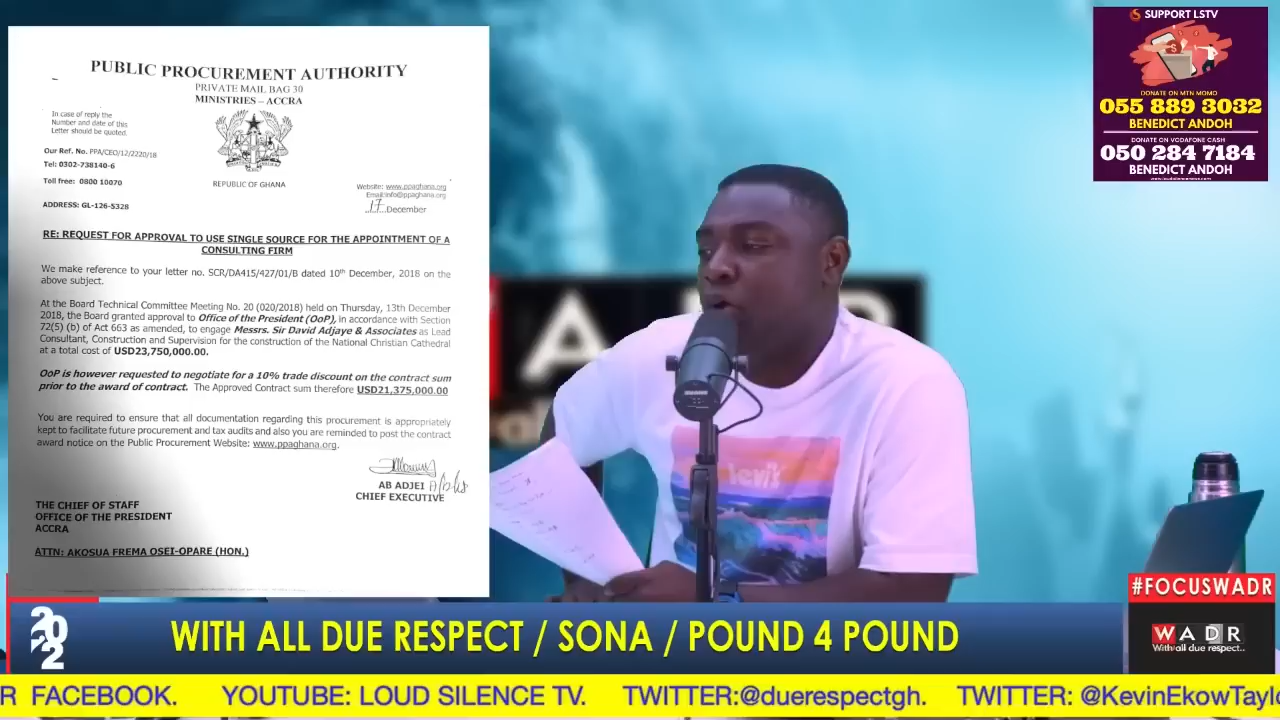 PUBLIC PROCUREMENT AUTHORITY
PRIVATE MAIL BAG 30
MINISTRIES – ACCRA
In case of reply the
Number and date of this
Letter should be quoted.
Our Ref. No. PPA/CEO/12/2220/18
Tel: 0302-738140-6
Toll free: 0800 10070
ADDRESS: GL-126-5328
REPUBLIC OF GHANA
Website: www.ppaghana.org
Email:info@ppaghana.org
17 December
RE: REQUEST FOR APPROVAL TO USE SINGLE SOURCE FOR THE APPOINTMENT OF A
CONSULTING FIRM
We make reference to your letter no. SCR/DA415/427/01/B dated 10th December, 2018 on the
above subject.
At the Board Technical Committee Meeting No. 20 (020/2018) held on Thursday, 13th December
2018, the Board granted approval to Office of the President (OoP), in accordance with Section
72(5) (b) of Act 663 as amended, to engage Messrs. Sir David Adjaye & Associates as Lead
Consultant, Construction and Supervision for the construction of the National Christian Cathedral
at a total cost of USD23,750,000.00.
OoP is however requested to negotiate for a 10% trade discount on the contract sum
prior to the award of contract. The Approved Contract sum therefore USD21,375,000.00
You are required to ensure that all documentation regarding this procurement is appropriately
kept to facilitate future procurement and tax audits and also you are reminded to post the contract
award notice on the Public Procurement Website: www.ppaghana.org.
AB ADJEI
CHIEF EXECUTIVE
THE CHIEF OF STAFF
OFFICE OF THE PRESIDENT
ACCRA
ATTN: AKOSUA FREMA OSEI-OPARE (HON.)
SUPPORT LSTV
DONATE ON MTN MOMO
055 889 3032
BENEDICT ANDOH
DONATE ON VODAFONE CASH
050 284 7184
BENEDICT ANDOH
Levi's
#FOCUSWADR
WADR
With all due respect..
2022
WITH ALL DUE RESPECT / SONA / POUND 4 POUND
R FACEBOOK. YOUTUBE: LOUD SILENCE TV. TWITTER:@duerespectgh. TWITTER: @KevinEkowTaylo